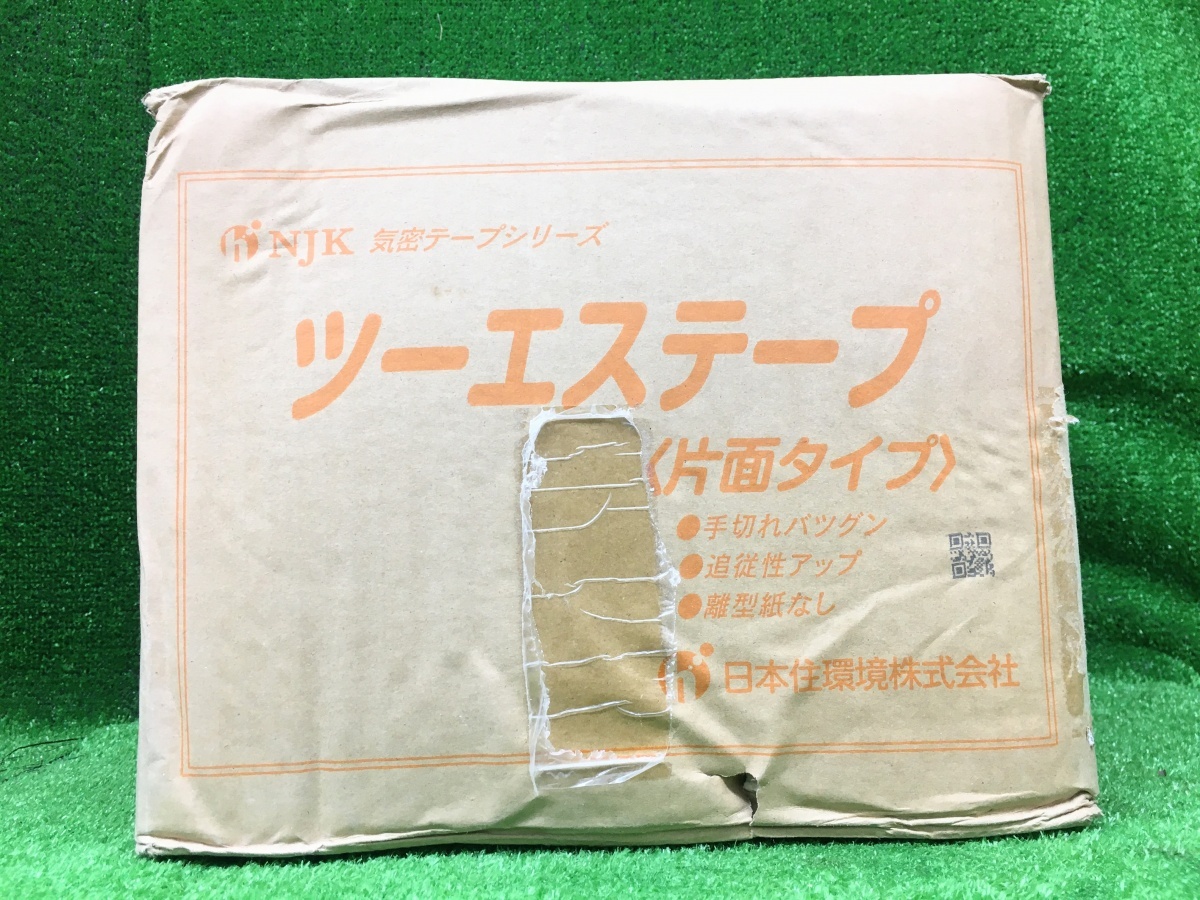 NJK 気密テープシリーズ
ツーエステープ
〈片面タイプ〉
●手切れバツグン
●追従性アップ
●離型紙なし
日本住環境株式会社